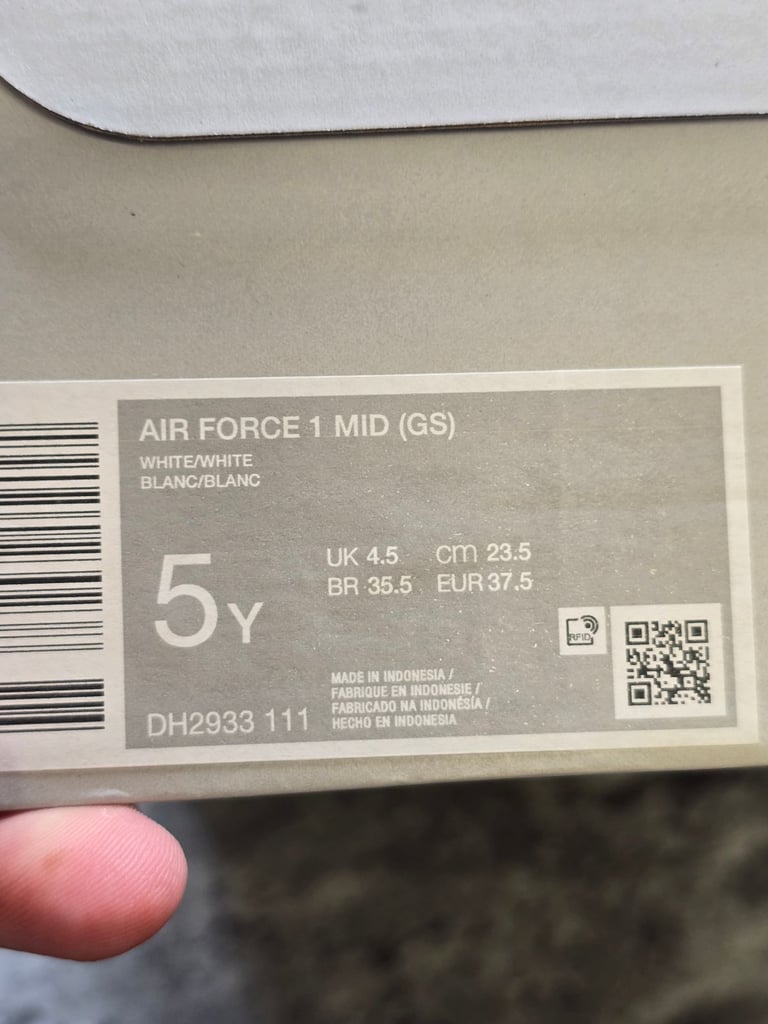 AIR FORCE 1 MID (GS)
WHITE/WHITE
BLANC/BLANC
5Y
UK 4.5 cm 23.5
BR 35.5 EUR 37.5
RFID
MADE IN INDONESIA /
FABRIQUE EN INDONESIE /
FABRICADO NA INDONÉSIA /
HECHO EN INDONESIA
DH2933 111